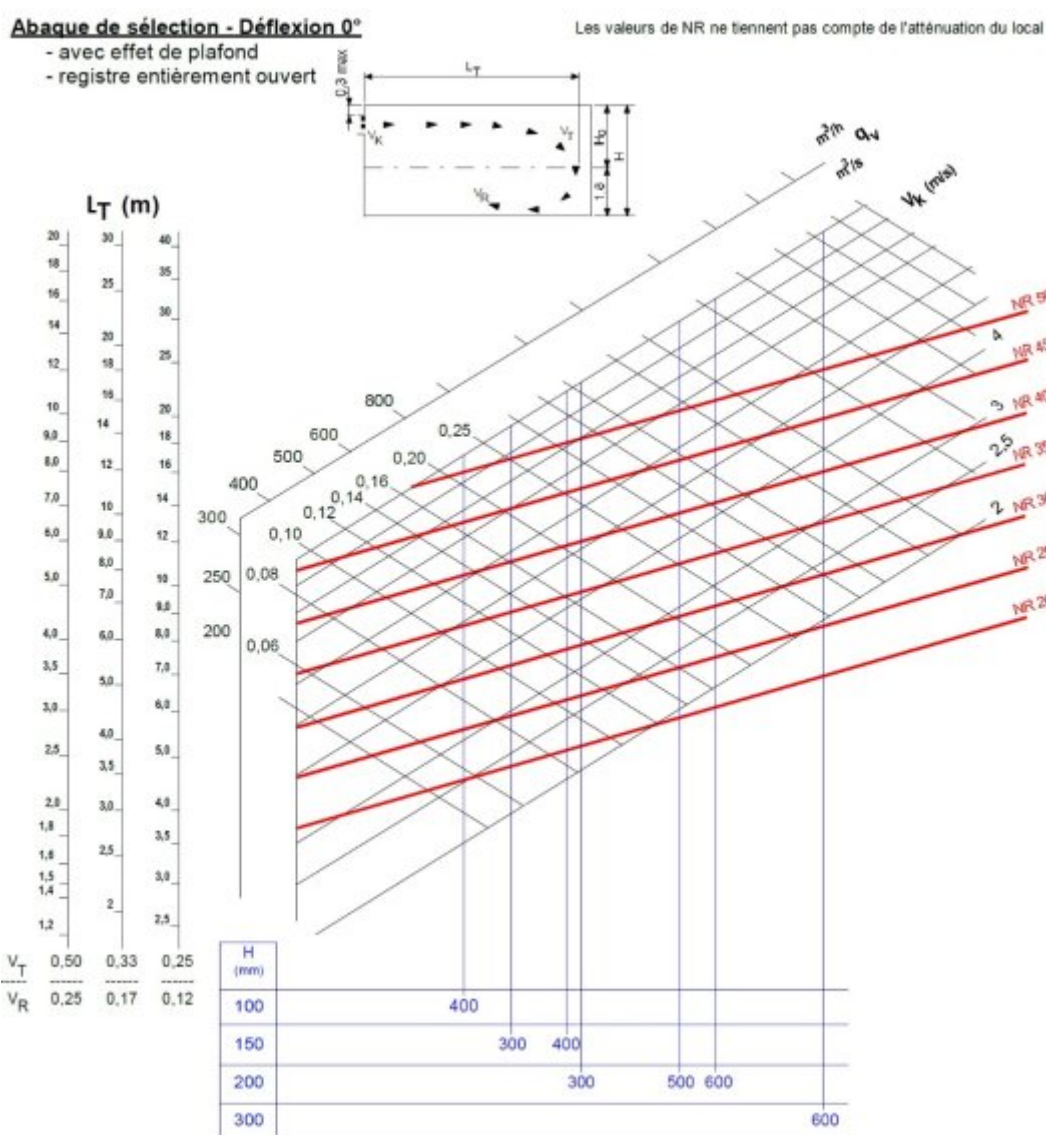 Abaque de sélection - Déflexion 0°
Les valeurs de NR ne tiennent pas compte de l'atténuation du local
- avec effet de plafond
- registre entièrement ouvert
0,3 max
L_T
V_K
V_T
V_R
H_0
H
1.8
m³/h q_v
m³/s
V_K (m/s)
L_T (m)
20 30 40
18
16 25 35
14 20 30
12 18 25
16
10 14 20
9,0 18
8,0 12 16
7,0 10 14
6,0 9,0 12
5,0 8,0 10
7,0 9,0
4,0 6,0 8,0
3,5 5,0 7,0
3,0 6,0
2,5 4,0 5,0
3,5
2,0 3,0 4,0
1,8 3,5
1,6 2,5
1,5 3,0
1,4 2
1,2 2,5
800
600
500
400
300
250
200
0,25
0,20
0,16
0,14
0,12
0,10
0,08
0,06
4
3
2,5
2
NR 45
NR 40
NR 35
V_T 0,50 0,33 0,25
V_R 0,25 0,17 0,12
H
(mm)
100 400
150 300 400
200 300 500 600
300 600